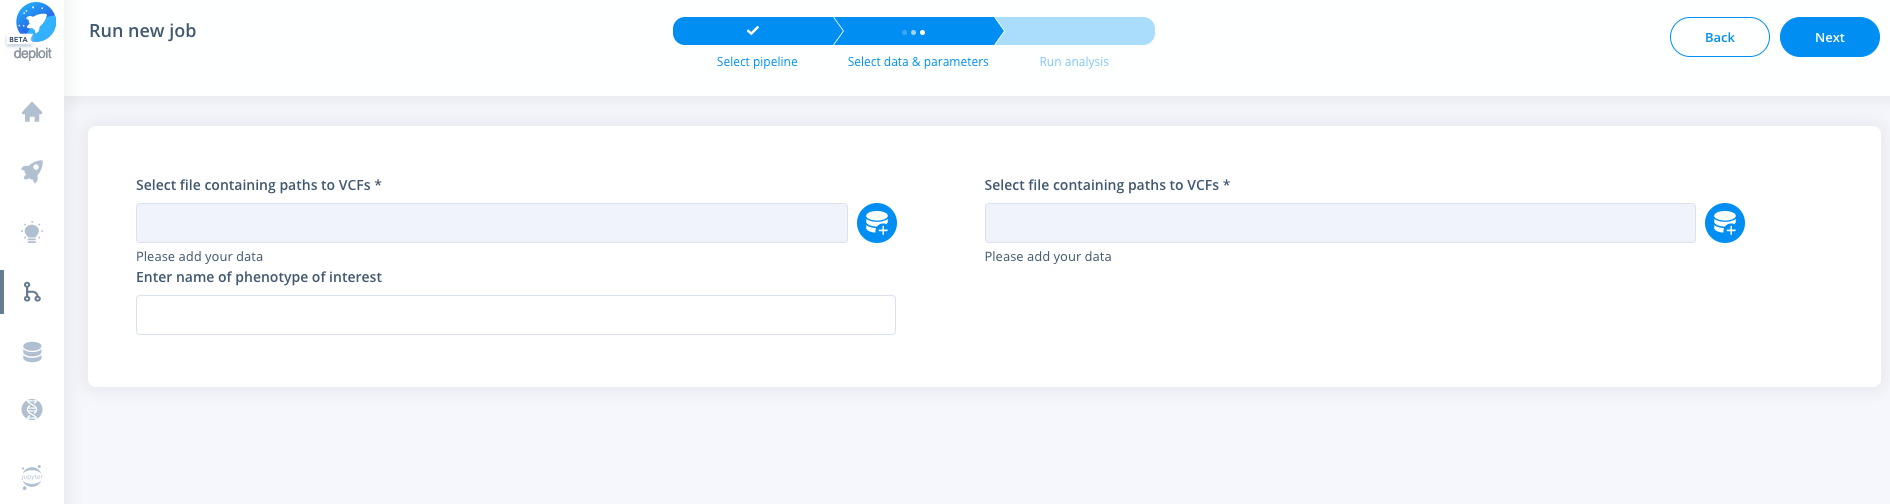 BETA
deploit
Run new job
Select pipeline
Select data & parameters
Run analysis
Back
Next
Select file containing paths to VCFs *
Please add your data
Select file containing paths to VCFs *
Please add your data
Enter name of phenotype of interest
jupyter